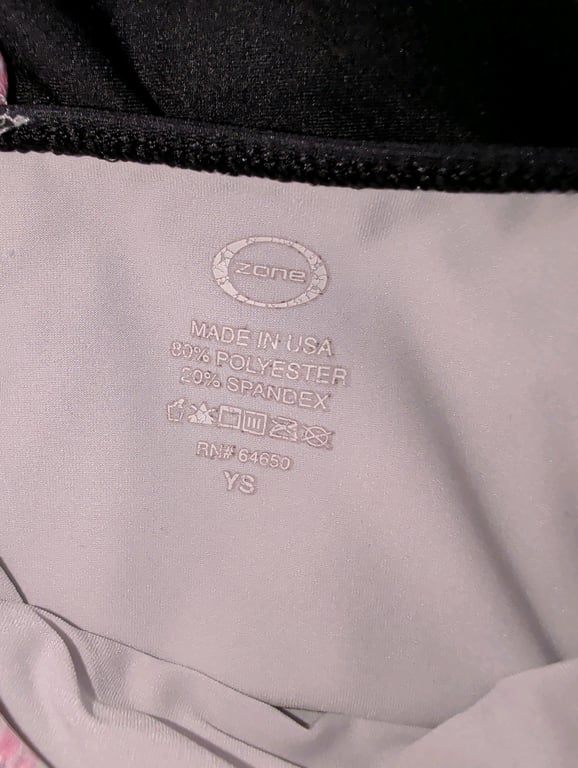 zone
MADE IN USA
80% POLYESTER
20% SPANDEX
RN# 64650
YS